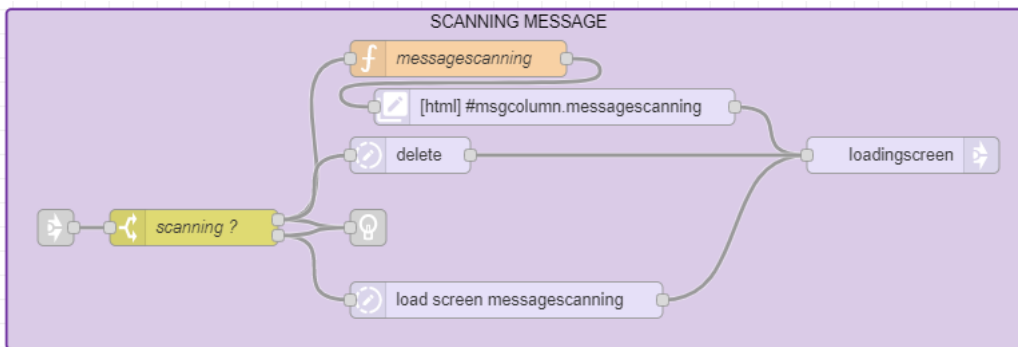 SCANNING MESSAGE
messagescanning
[html] #msgcolumn.messagescanning
delete
loadingscreen
scanning ?
load screen messagescanning